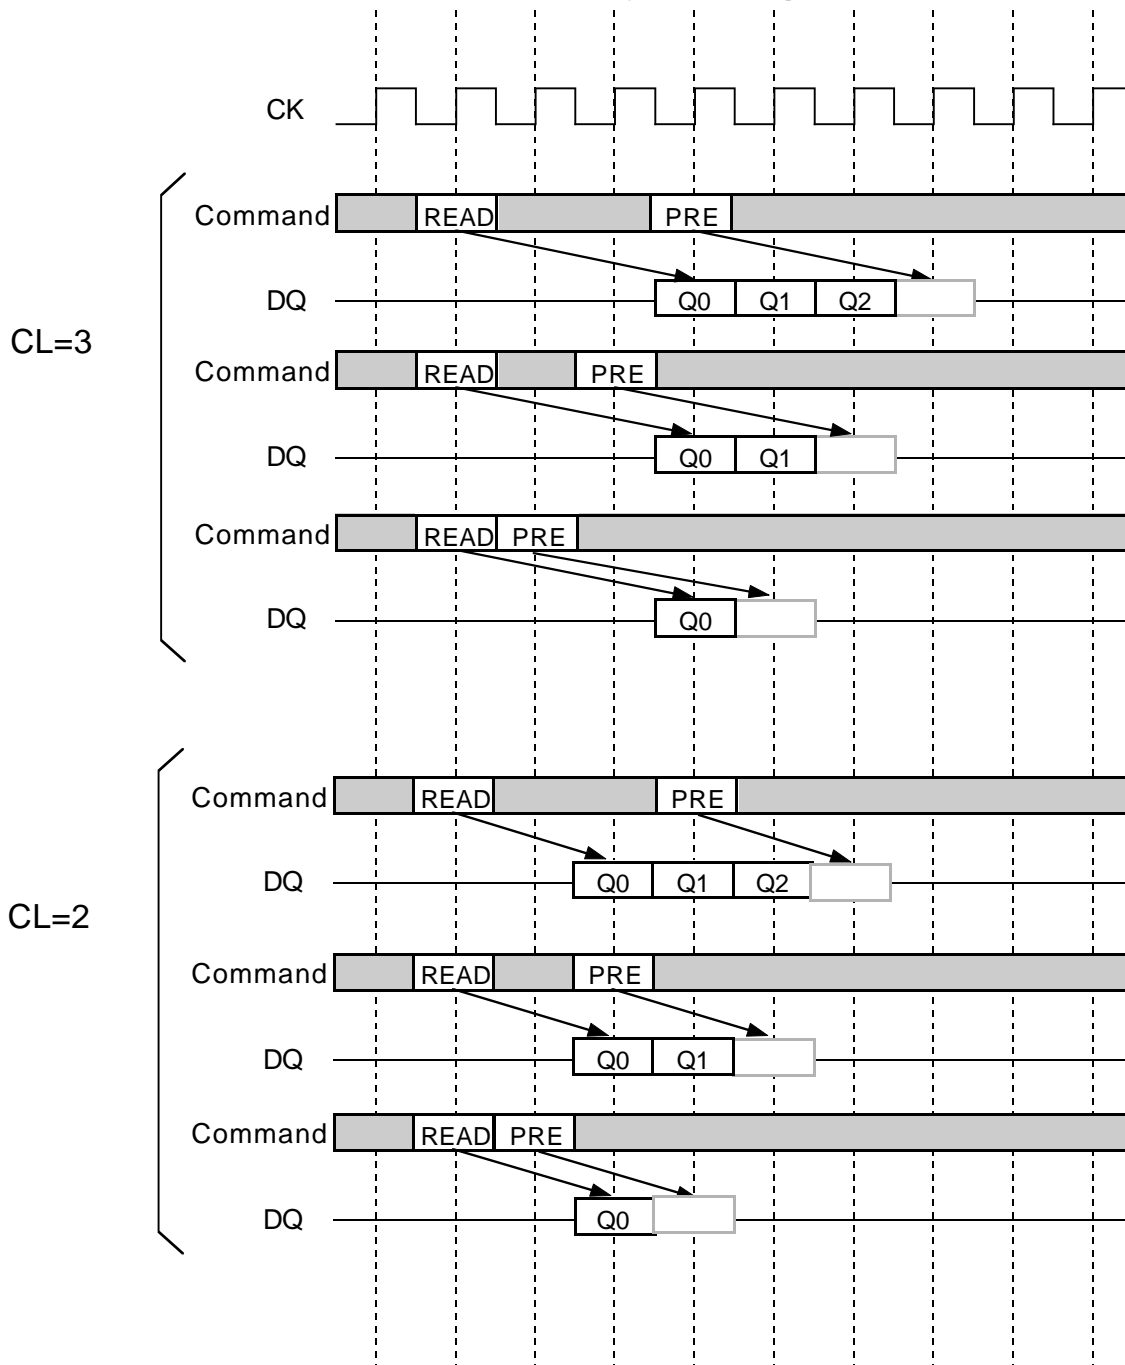 CK
CL=3
Command READ PRE
DQ Q0 Q1 Q2
Command READ PRE
DQ Q0 Q1
Command READ PRE
DQ Q0
CL=2
Command READ PRE
DQ Q0 Q1 Q2
Command READ PRE
DQ Q0 Q1
Command READ PRE
DQ Q0